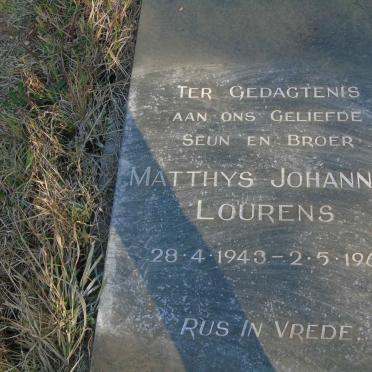 TER GEDAGTENIS
AAN ONS GELIEFDE
SEUN EN BROER
MATTHYS JOHANN
LOURENS
28·4·1943–2·5·196
RUS IN VREDE.